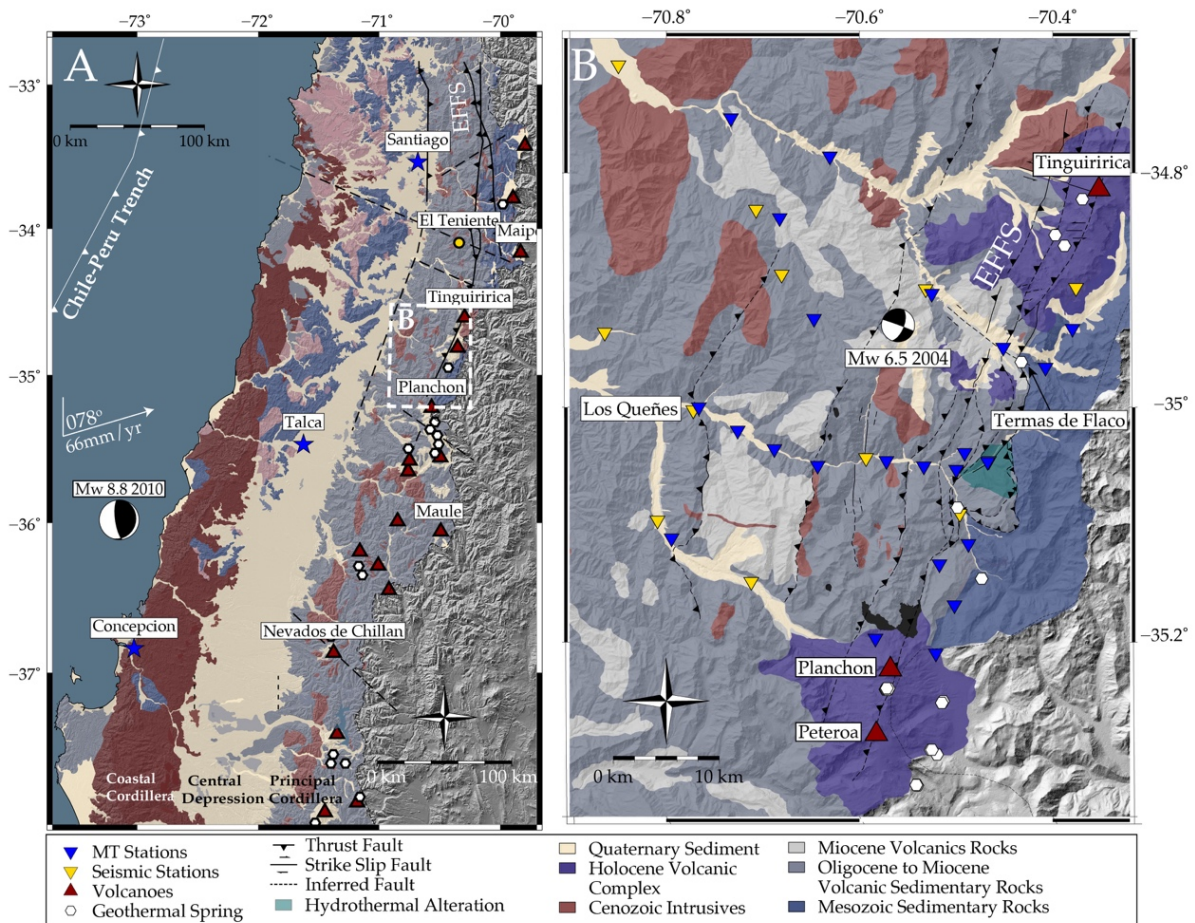 −73
−72
−71
−70
−70.8
−70.6
−70.4
A
−33°
0 km
100 km
EFFS
Santiago
El Teniente
−34°
Chile-Peru Trench
Tinguiririca
B
−35°
Planchon
078°
66mm/yr
Talca
Mw 8.8 2010
−36°
Maule
Concepcion
Nevados de Chillan
−37°
0 km
100 km
Coastal
Cordillera
Central
Depression
Principal
Cordillera
B
Tinguiririca
−34.8
EFFS
Mw 6.5 2004
−35°
Los Queñes
Termas de Flaco
−35.2
Planchon
Peteroa
0 km
10 km
MT Stations
Seismic Stations
Volcanoes
Geothermal Spring
Thrust Fault
Strike Slip Fault
Inferred Fault
Hydrothermal Alteration
Quaternary Sediment
Holocene Volcanic
Complex
Cenozoic Intrusives
Miocene Volcanics Rocks
Oligocene to Miocene
Volcanic Sedimentary Rocks
Mesozoic Sedimentary Rocks